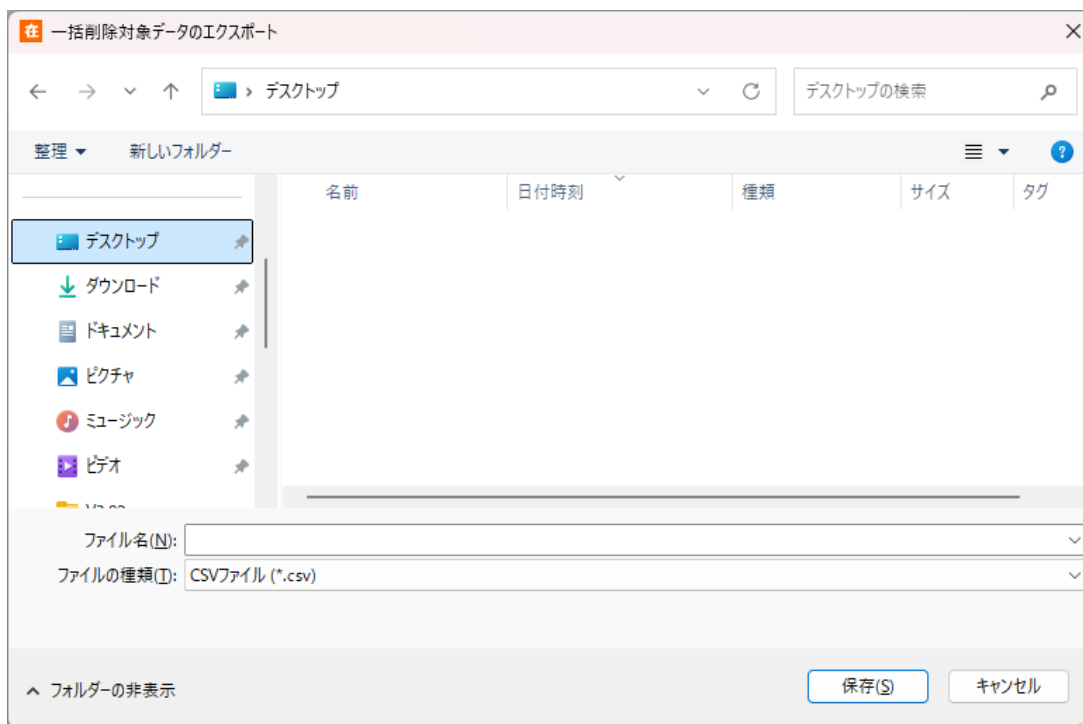 在 一括削除対象データのエクスポート
デスクトップ
デスクトップの検索
整理 新しいフォルダー
名前 日付時刻 種類 サイズ タグ
デスクトップ
ダウンロード
ドキュメント
ピクチャ
ミュージック
ビデオ
ファイル名(N):
ファイルの種類(T): CSVファイル (*.csv)
フォルダーの非表示 保存(S) キャンセル